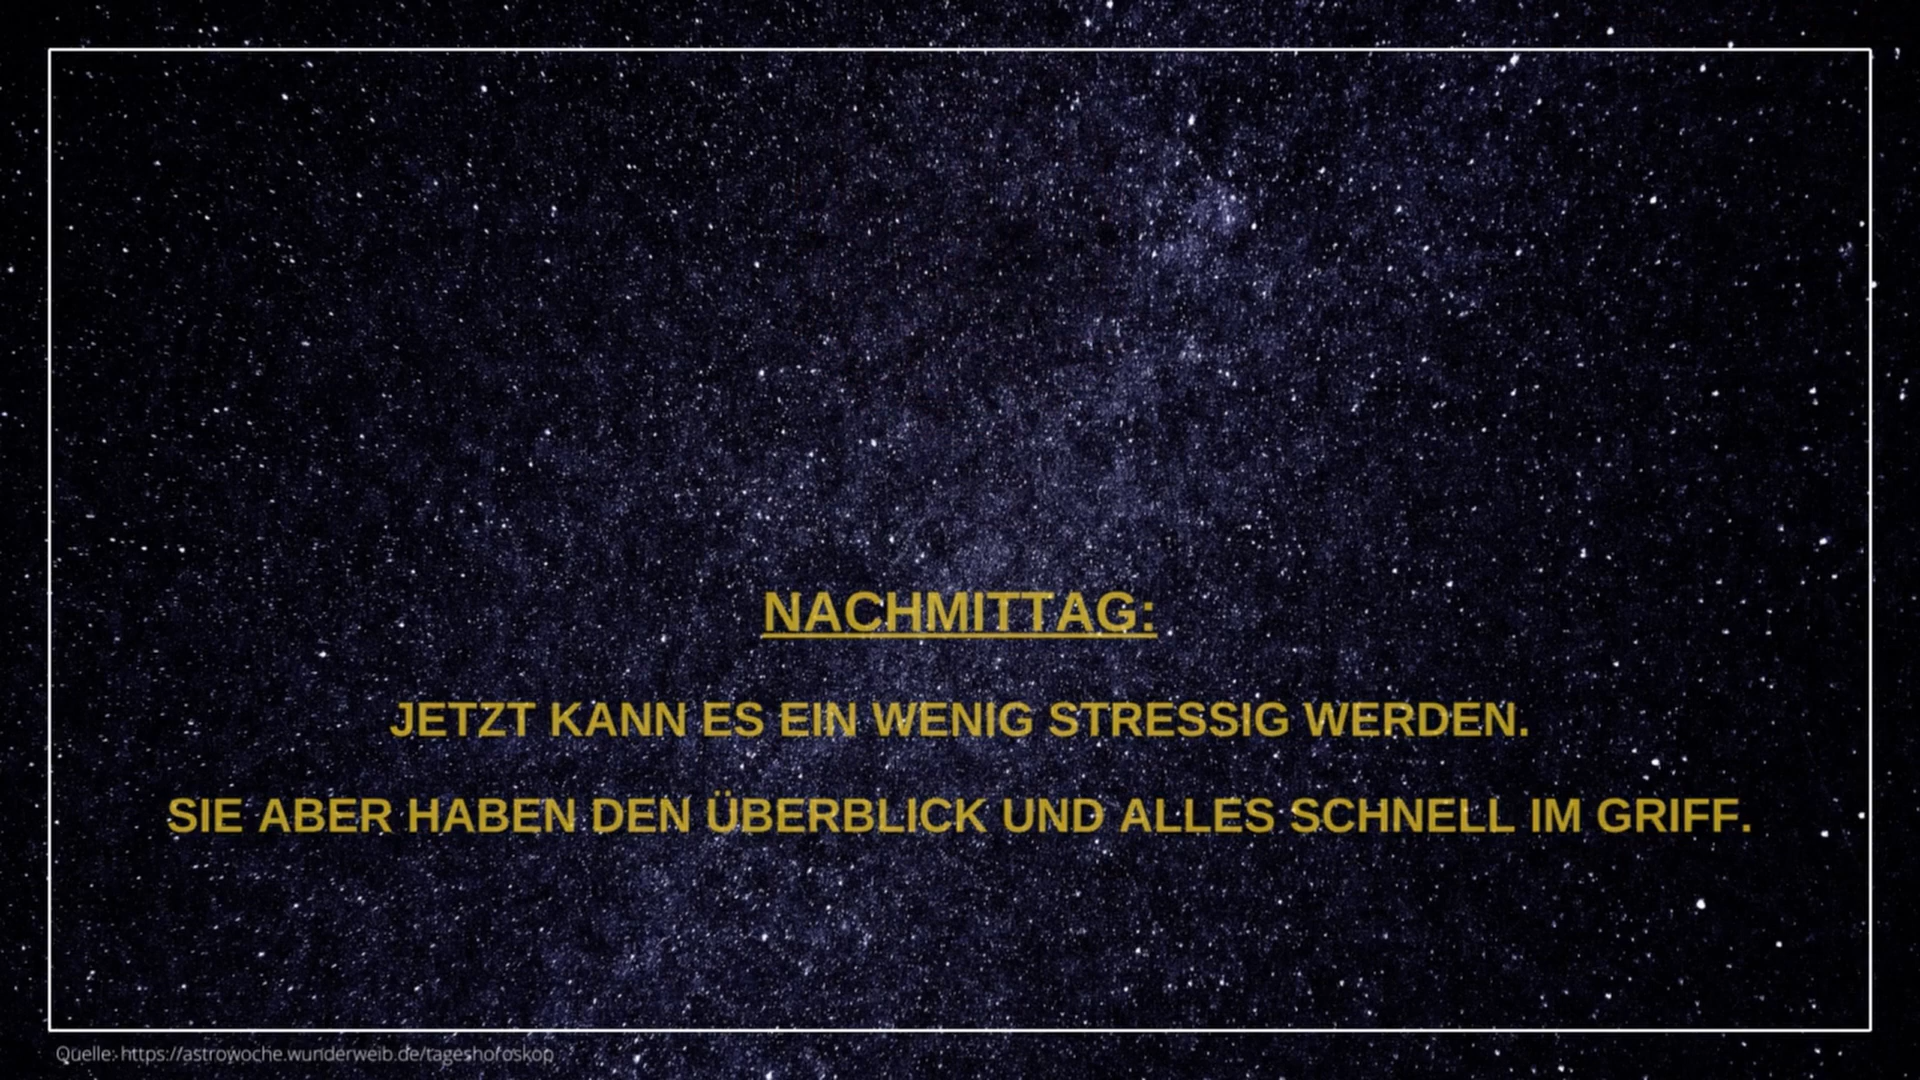 NACHMITTAG:
JETZT KANN ES EIN WENIG STRESSIG WERDEN.
SIE ABER HABEN DEN ÜBERBLICK UND ALLES SCHNELL IM GRIFF.
Quelle: https://astrowoche.wunderweib.de/tageshoroskop